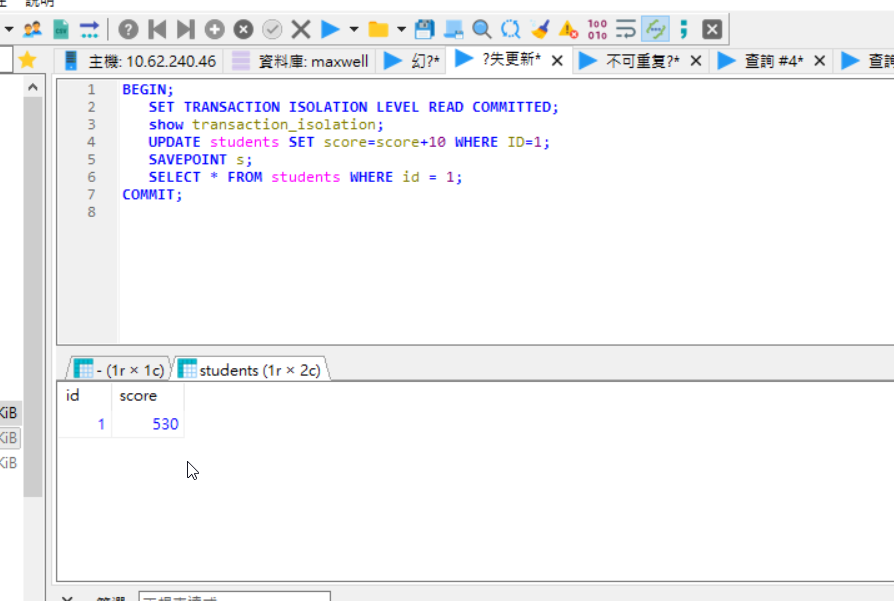 說明
主機: 10.62.240.46 資料庫: maxwell 幻?* ?失更新* 不可重复?* 查詢 #4* 查詢
1 BEGIN;
2 SET TRANSACTION ISOLATION LEVEL READ COMMITTED;
3 show transaction_isolation;
4 UPDATE students SET score=score+10 WHERE ID=1;
5 SAVEPOINT s;
6 SELECT * FROM students WHERE id = 1;
7 COMMIT;
8
- (1r × 1c) students (1r × 2c)
id score
1 530
KiB
KiB
KiB